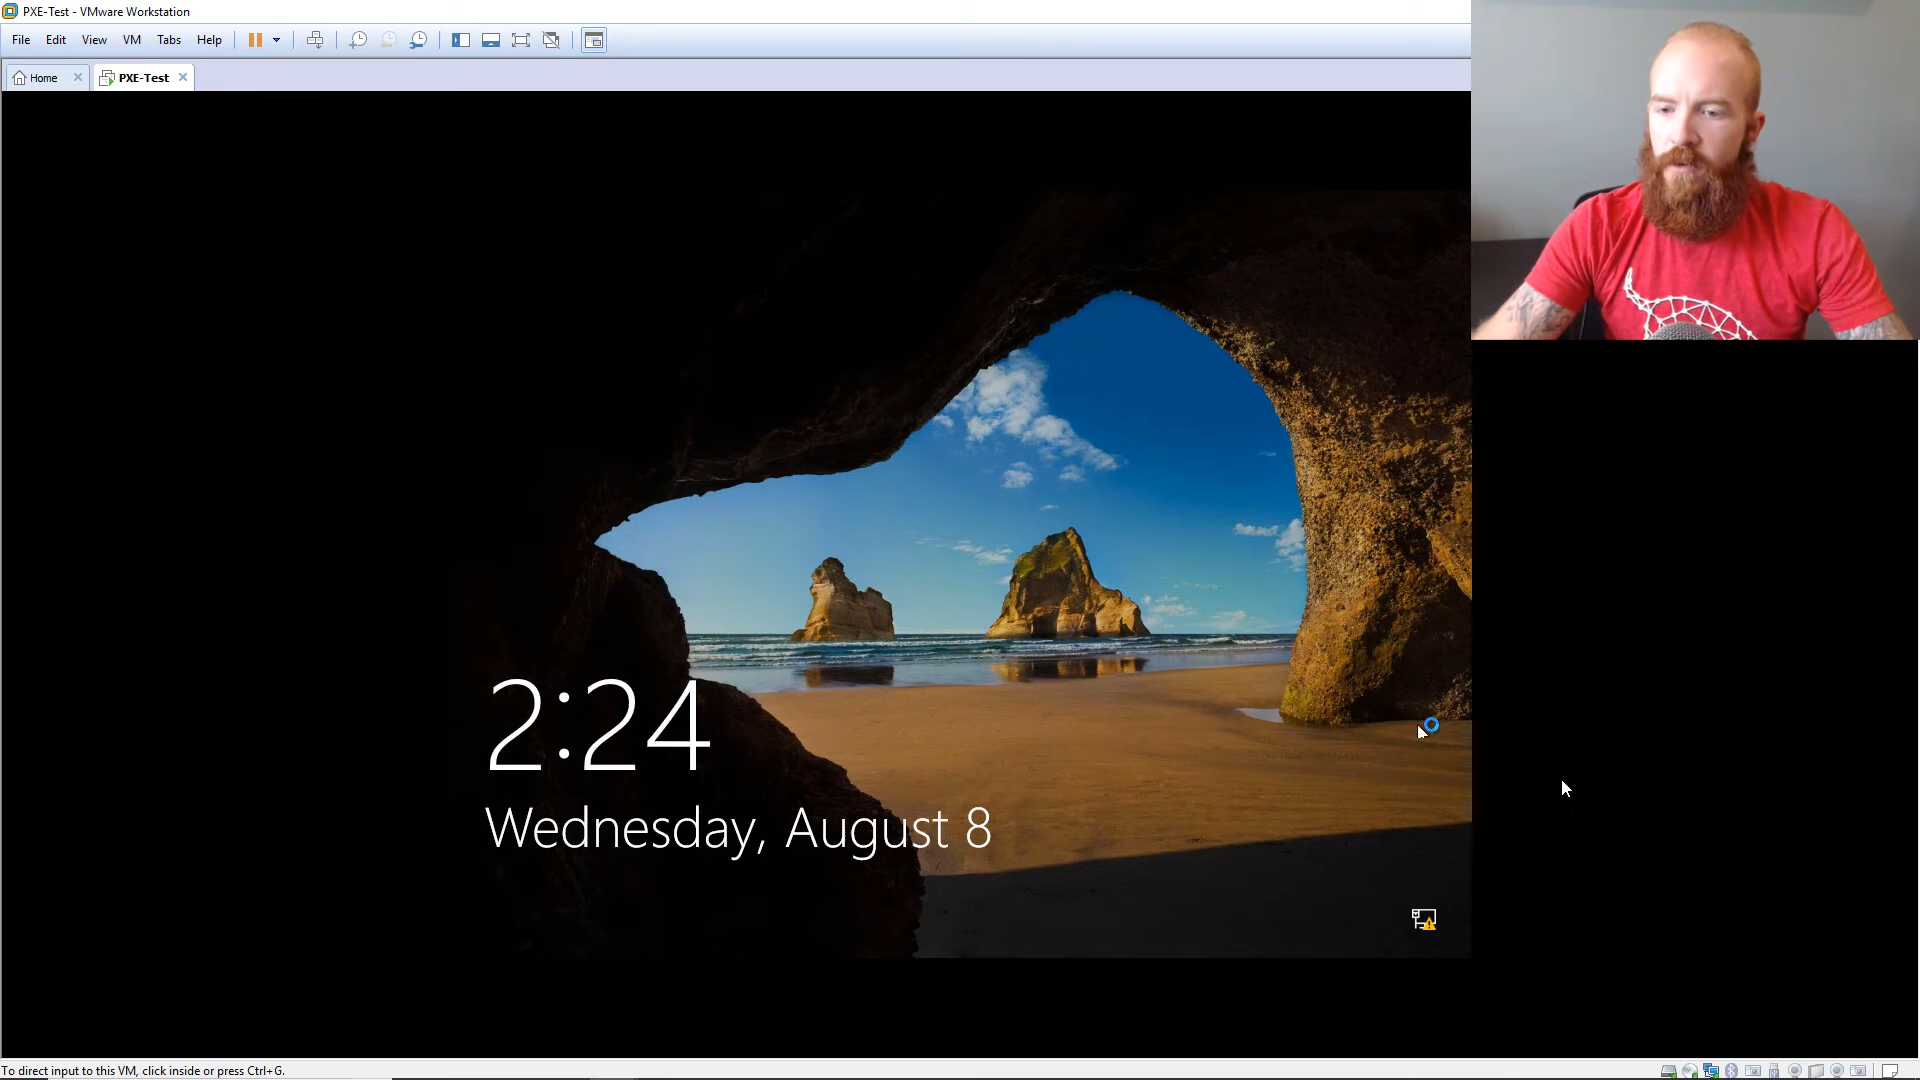 PXE-Test - VMware Workstation
File Edit View VM Tabs Help
Home PXE-Test
2:24
Wednesday, August 8
To direct input to this VM, click inside or press Ctrl+G.